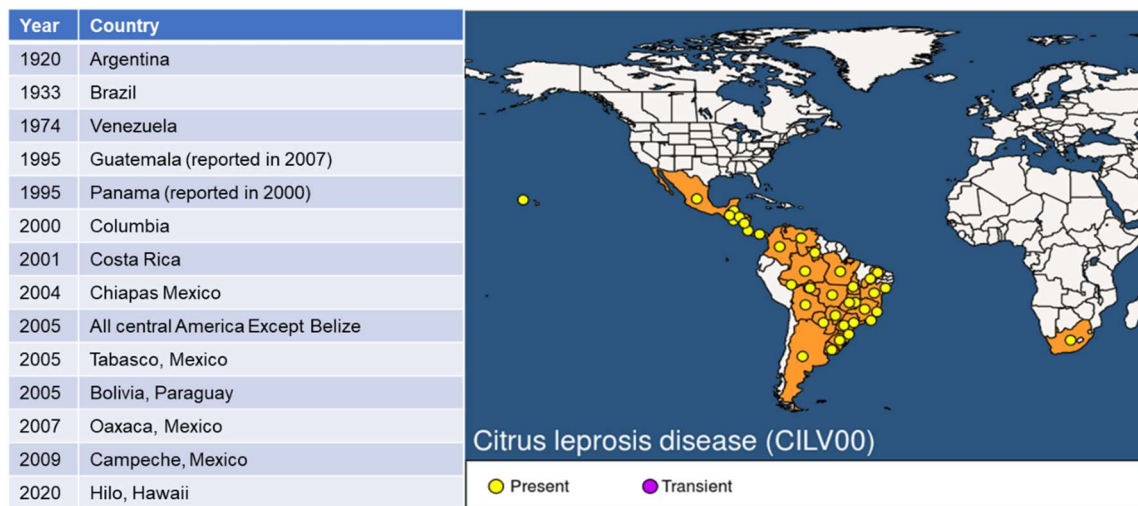 Year Country
1920 Argentina
1933 Brazil
1974 Venezuela
1995 Guatemala (reported in 2007)
1995 Panama (reported in 2000)
2000 Columbia
2001 Costa Rica
2004 Chiapas Mexico
2005 All central America Except Belize
2005 Tabasco, Mexico
2005 Bolivia, Paraguay
2007 Oaxaca, Mexico
2009 Campeche, Mexico
2020 Hilo, Hawaii
Citrus leprosis disease (CILV00)
Present Transient